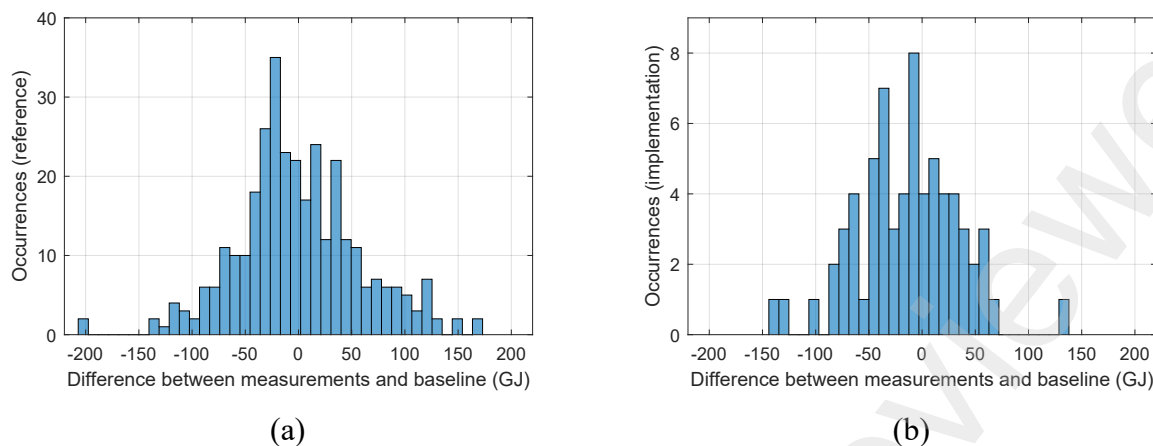 40
30
20
10
0
-200 -150 -100 -50 0 50 100 150 200
Occurrences (reference)
Difference between measurements and baseline (GJ)
(a)
8
6
4
2
0
-200 -150 -100 -50 0 50 100 150 200
Occurrences (implementation)
Difference between measurements and baseline (GJ)
(b)
viewe